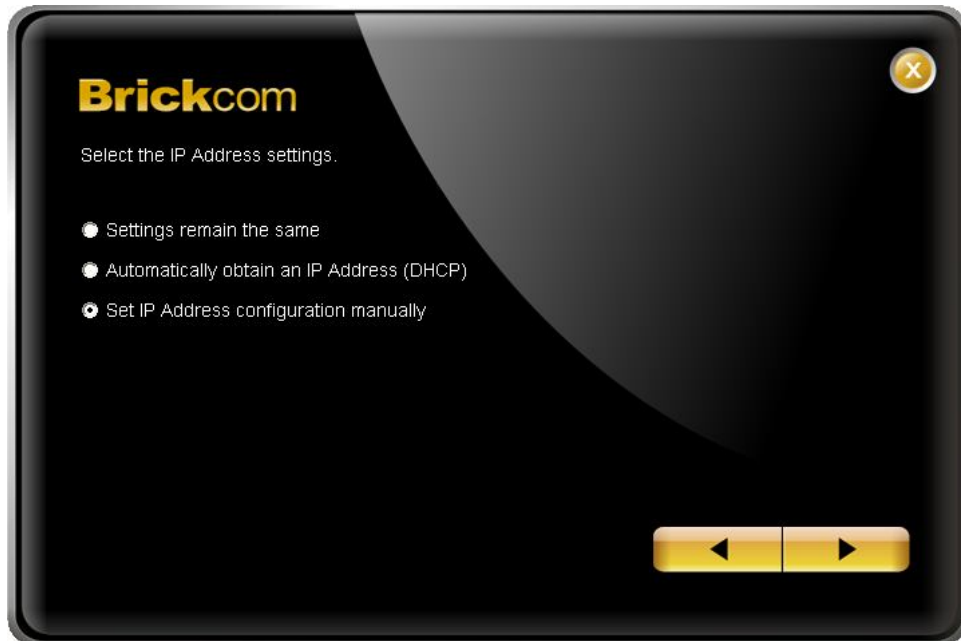 Brickcom
Select the IP Address settings.
Settings remain the same
Automatically obtain an IP Address (DHCP)
Set IP Address configuration manually
X